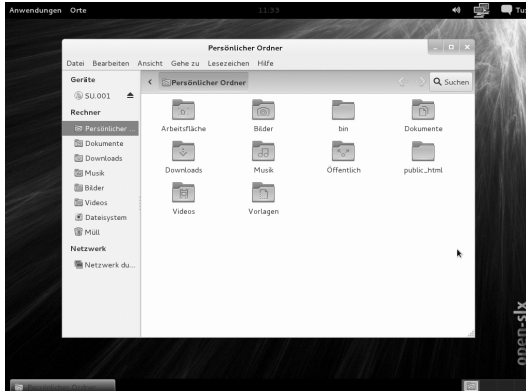 Anwendungen Orte 11:33 Tu
Persönlicher Ordner
Datei Bearbeiten Ansicht Gehe zu Lesezeichen Hilfe
Geräte
SU.001
Rechner
Persönlicher ...
Dokumente
Downloads
Musik
Bilder
Videos
Dateisystem
Müll
Netzwerk
Netzwerk du...
Persönlicher Ordner Suchen
Arbeitsfläche Bilder bin Dokumente
Downloads Musik Öffentlich public_html
Videos Vorlagen
open-slx
Persönlicher Ordner